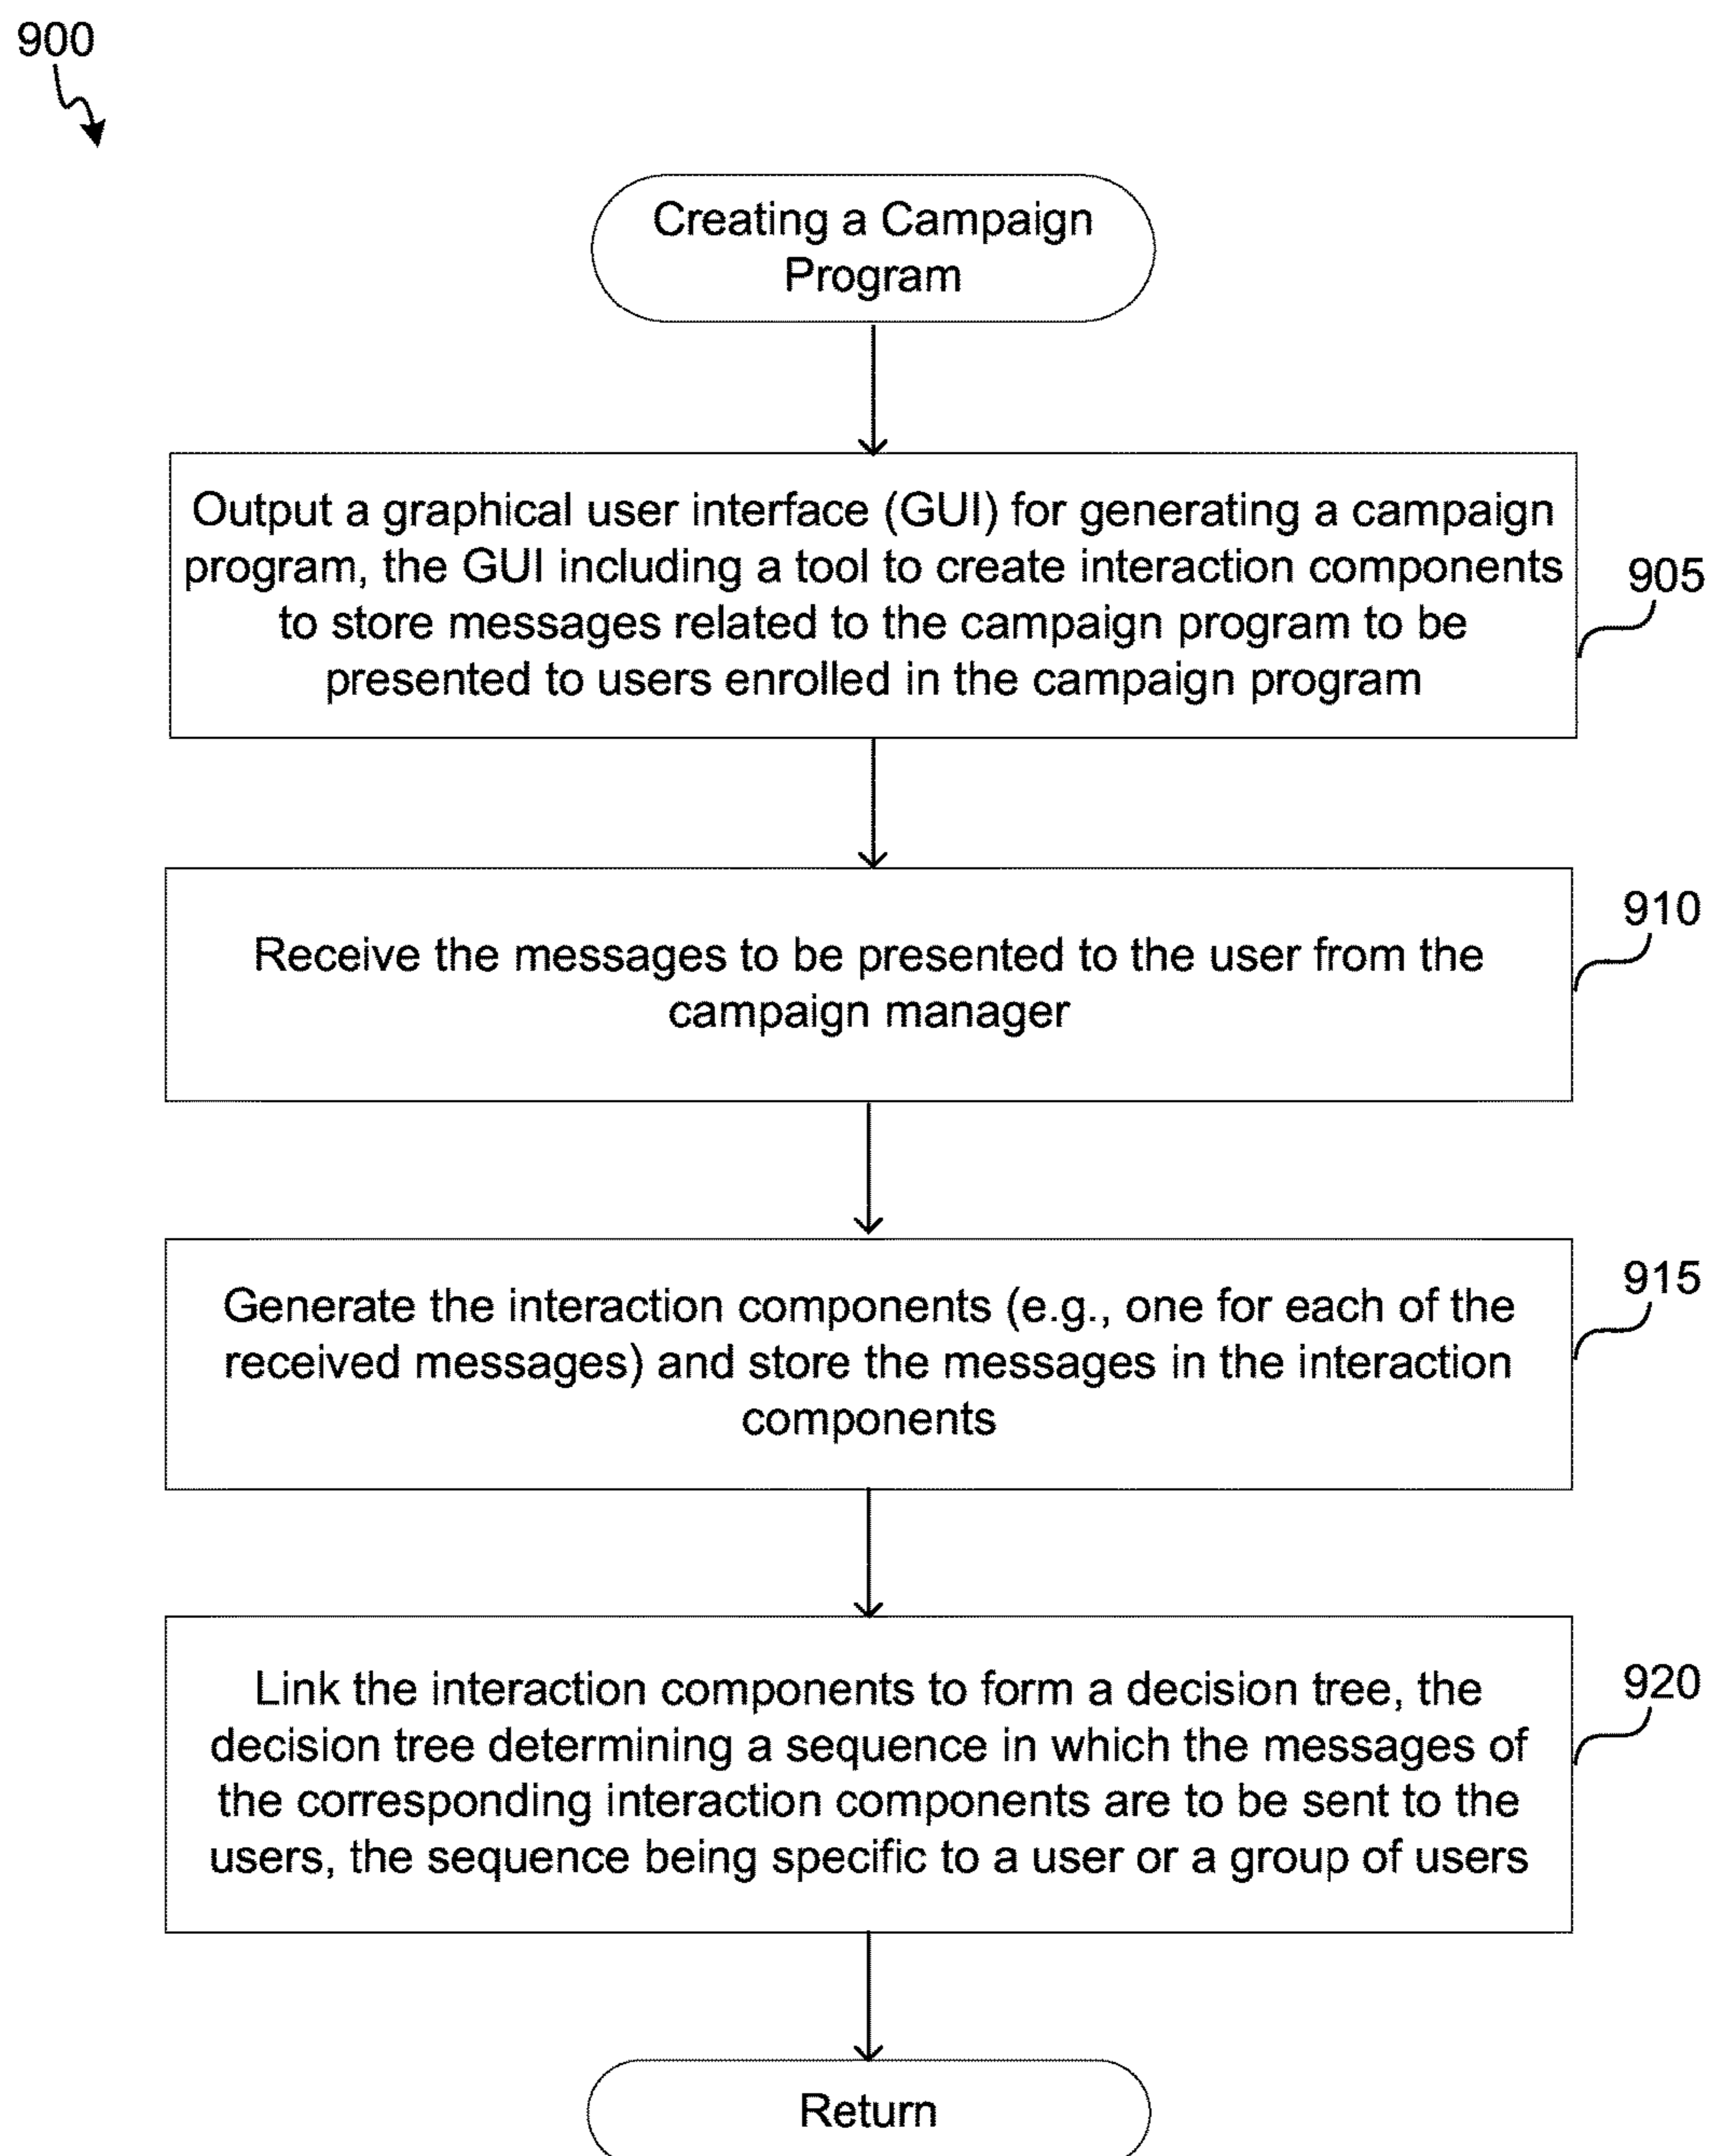 900
Creating a Campaign
Program
Output a graphical user interface (GUI) for generating a campaign
program, the GUI including a tool to create interaction components
to store messages related to the campaign program to be
presented to users enrolled in the campaign program
905
Receive the messages to be presented to the user from the
campaign manager
910
Generate the interaction components (e.g., one for each of the
received messages) and store the messages in the interaction
components
915
Link the interaction components to form a decision tree, the
decision tree determining a sequence in which the messages of
the corresponding interaction components are to be sent to the
users, the sequence being specific to a user or a group of users
920
Return